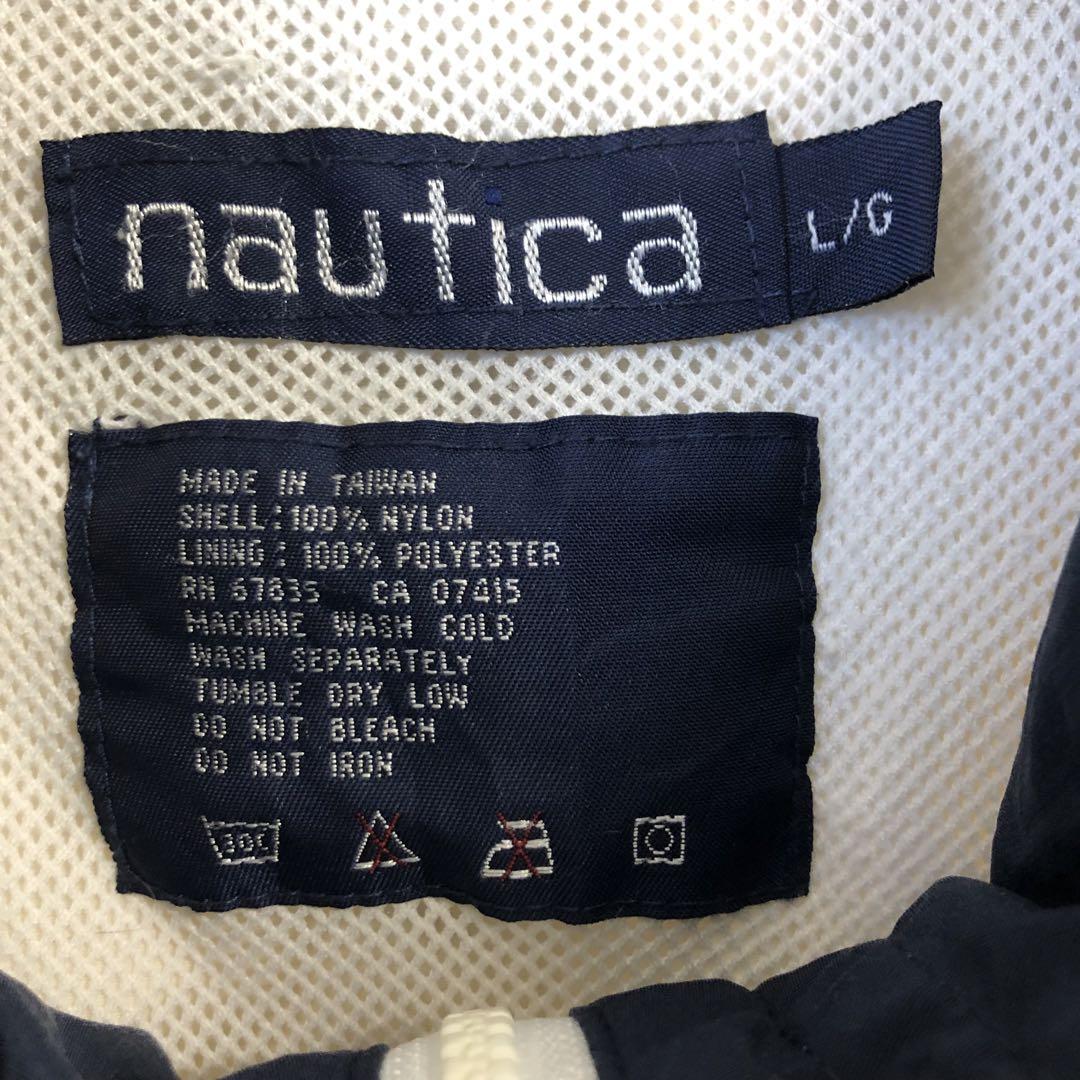 nautica
L/G
MADE IN TAIWAN
SHELL: 100% NYLON
LINING: 100% POLYESTER
RN 67835 CA 07415
MACHINE WASH COLD
WASH SEPARATELY
TUMBLE DRY LOW
DO NOT BLEACH
DO NOT IRON
30C